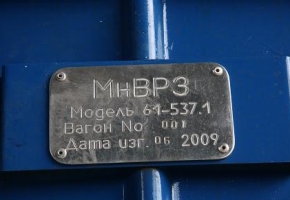 МнВРЗ
Модель 61-537.1
Вагон No 001
Дата изг. 06 2009